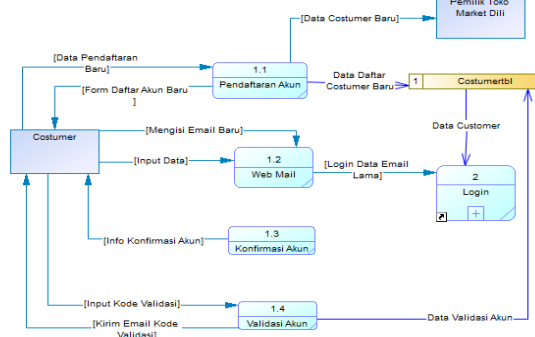 Pemilik Toko
Market Dili
[Data Costumer Baru]
[Data Pendaftaran
Baru]
1.1
Pendaftaran Akun
[Form Daftar Akun Baru
]
Data Daftar
Costumer Baru
1
Costumertbl
Costumer
[Mengisi Email Baru]
Data Customer
[Input Data]
1.2
Web Mail
[Login Data Email
Lama]
2
Login
[Info Konfirmasi Akun]
1.3
Konfirmasi Akun
[Input Kode Validasi]
1.4
Validasi Akun
Data Validasi Akun
[Kirim Email Kode
Validasi]